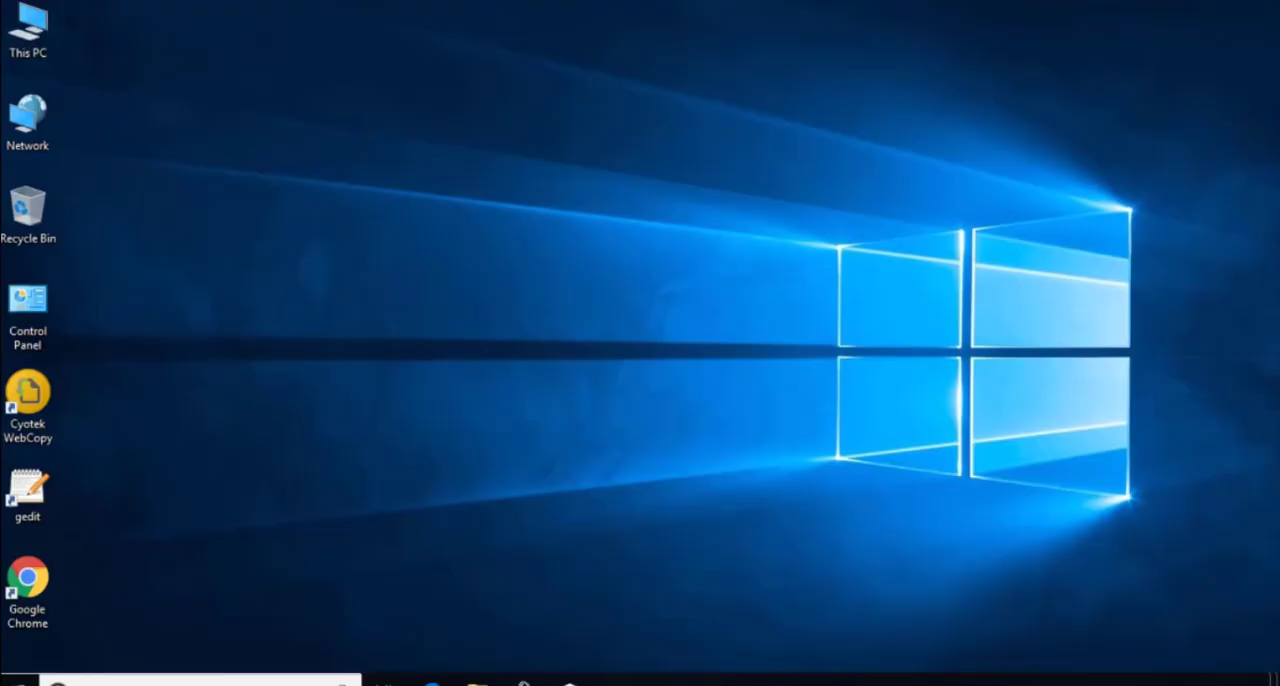 This PC
Network
Recycle Bin
Control
Panel
Cyotek
WebCopy
gedit
Google
Chrome